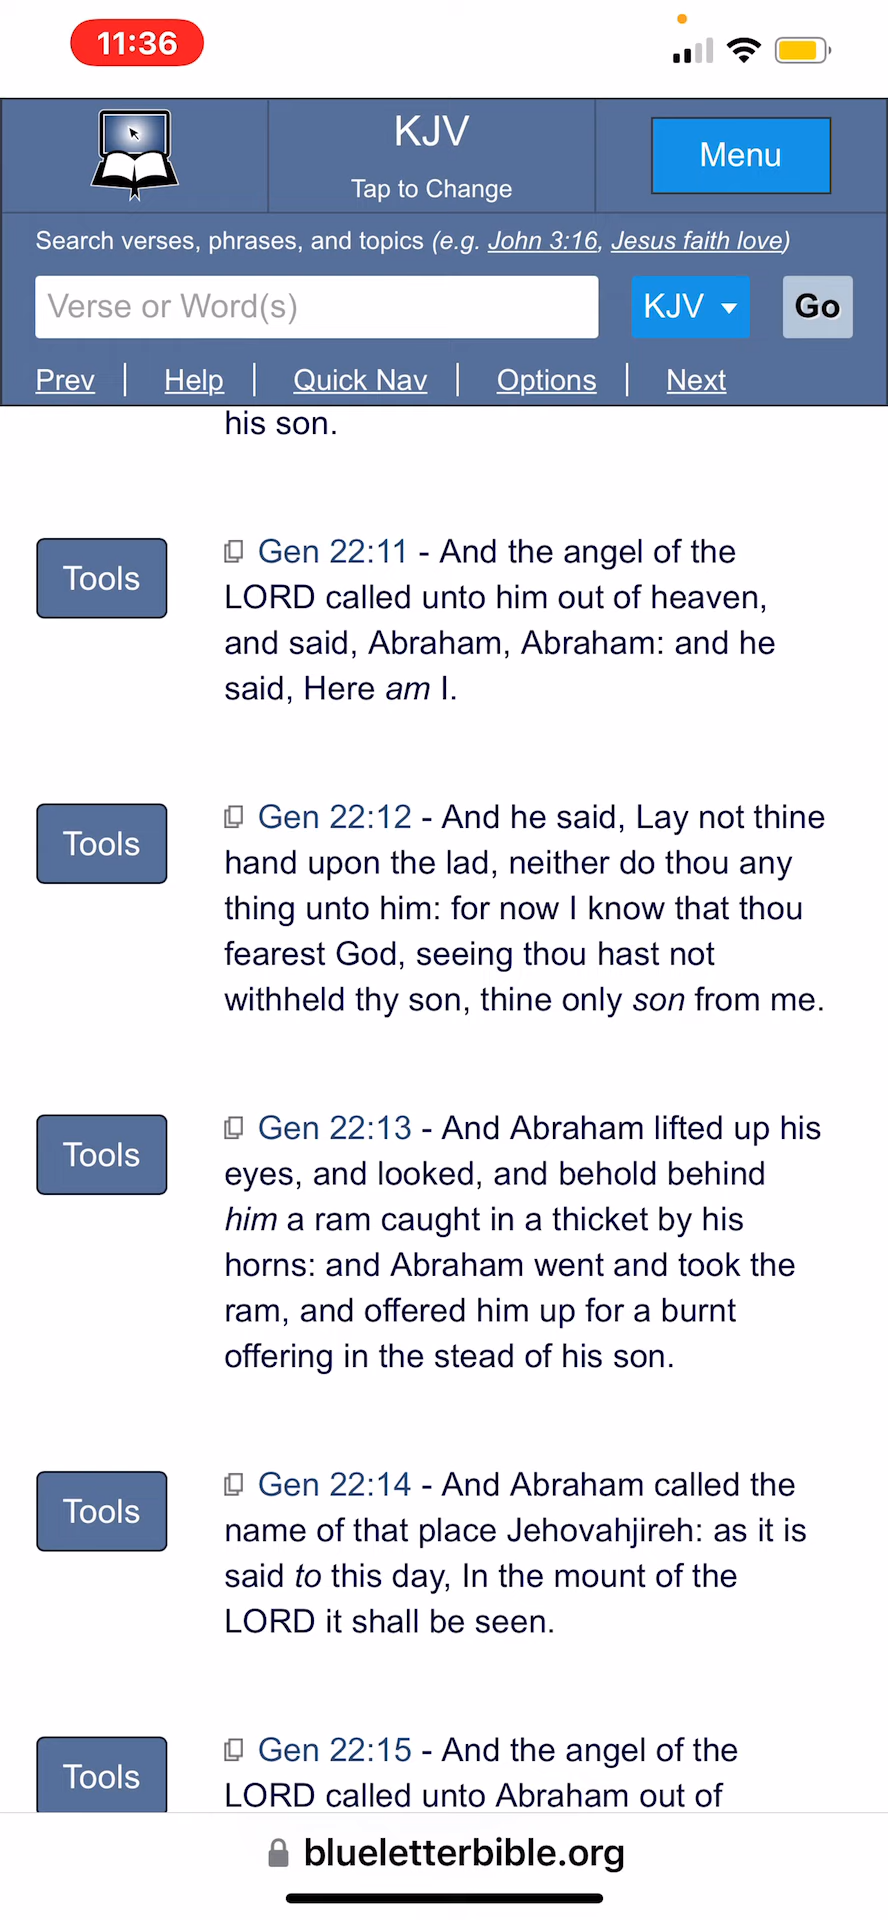 11:36
KJV
Tap to Change
Menu
Search verses, phrases, and topics (e.g. John 3:16, Jesus faith love)
Verse or Word(s)
KJV
Go
Prev | Help | Quick Nav | Options | Next
his son.
Tools
Gen 22:11 - And the angel of the
LORD called unto him out of heaven,
and said, Abraham, Abraham: and he
said, Here am I.
Tools
Gen 22:12 - And he said, Lay not thine
hand upon the lad, neither do thou any
thing unto him: for now I know that thou
fearest God, seeing thou hast not
withheld thy son, thine only son from me.
Tools
Gen 22:13 - And Abraham lifted up his
eyes, and looked, and behold behind
him a ram caught in a thicket by his
horns: and Abraham went and took the
ram, and offered him up for a burnt
offering in the stead of his son.
Tools
Gen 22:14 - And Abraham called the
name of that place Jehovahjireh: as it is
said to this day, In the mount of the
LORD it shall be seen.
Tools
Gen 22:15 - And the angel of the
LORD called unto Abraham out of
blueletterbible.org